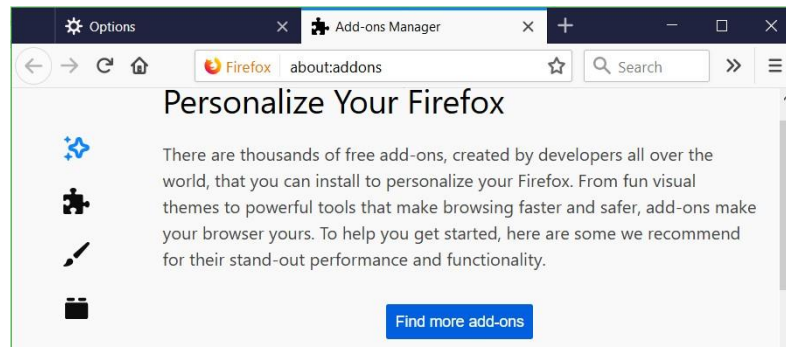 Options
Add-ons Manager
Firefox about:addons Search
Personalize Your Firefox
There are thousands of free add-ons, created by developers all over the
world, that you can install to personalize your Firefox. From fun visual
themes to powerful tools that make browsing faster and safer, add-ons make
your browser yours. To help you get started, here are some we recommend
for their stand-out performance and functionality.
Find more add-ons